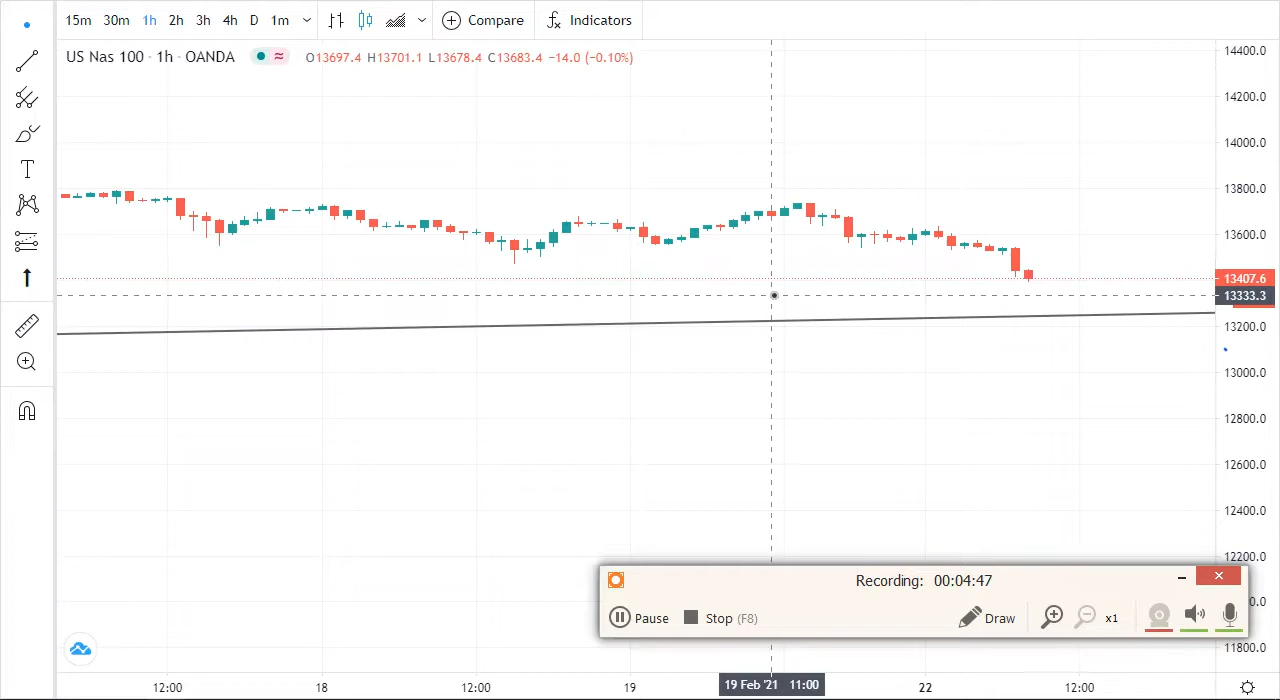 15m 30m 1h 2h 3h 4h D 1m Compare Indicators
US Nas 100 · 1h · OANDA O13697.4 H13701.1 L13678.4 C13683.4 −14.0 (−0.10%)
14400.0
14200.0
14000.0
13800.0
13600.0
13407.6
13333.3
13200.0
13000.0
12800.0
12600.0
12400.0
12200.0
Recording: 00:04:47
Pause Stop (F8) Draw x1
11800.0
12:00 18 12:00 19 19 Feb '21 11:00 22 12:00